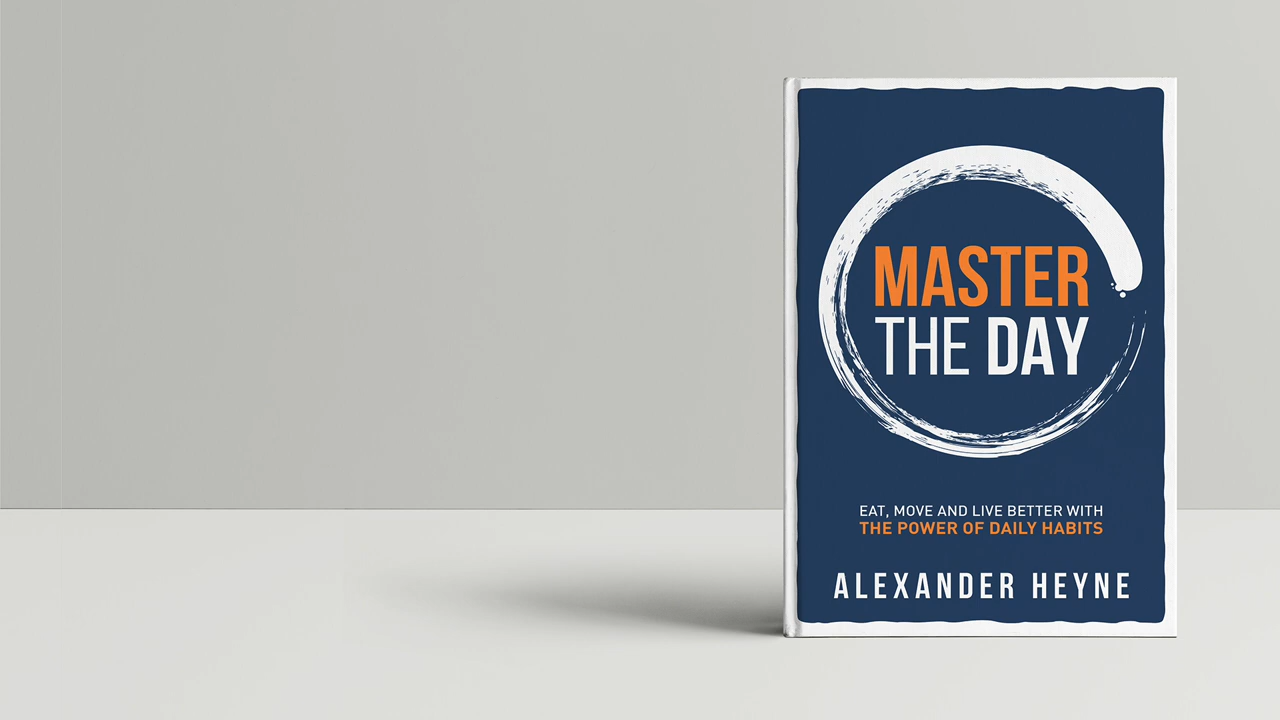 MASTER
THE DAY
EAT, MOVE AND LIVE BETTER WITH
THE POWER OF DAILY HABITS
ALEXANDER HEYNE